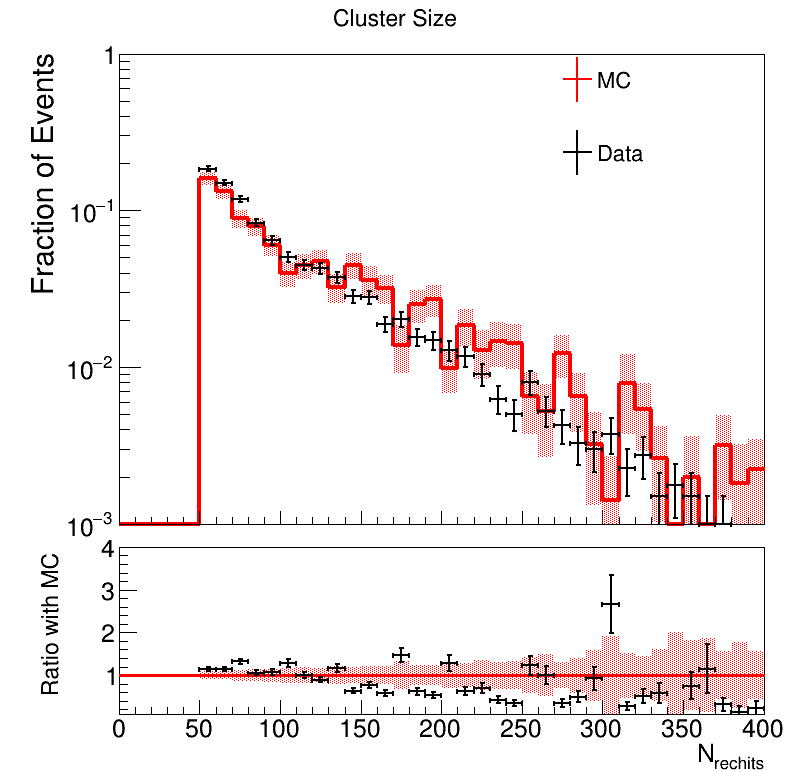 Cluster Size
Fraction of Events
1
10⁻¹
10⁻²
10⁻³
MC
Data
Ratio with MC
4
3
2
1
0 50 100 150 200 250 300 350 400
N_rechits